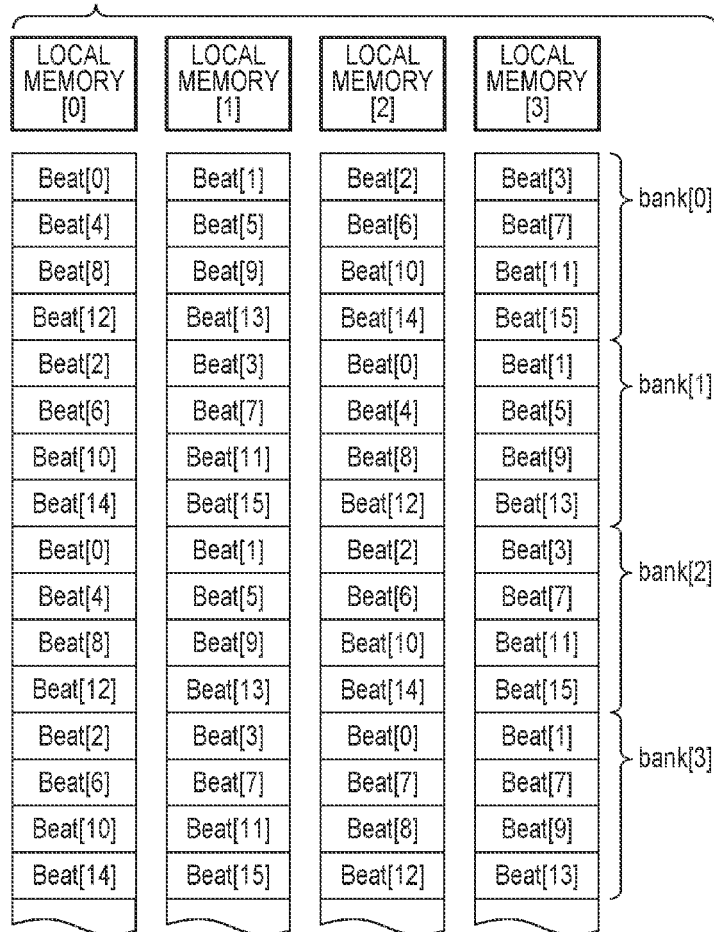 LOCAL MEMORY [0] LOCAL MEMORY [1] LOCAL MEMORY [2] LOCAL MEMORY [3]
Beat[0] Beat[1] Beat[2] Beat[3]
bank[0]
Beat[4] Beat[5] Beat[6] Beat[7]
Beat[8] Beat[9] Beat[10] Beat[11]
Beat[12] Beat[13] Beat[14] Beat[15]
Beat[2] Beat[3] Beat[0] Beat[1]
bank[1]
Beat[6] Beat[7] Beat[4] Beat[5]
Beat[10] Beat[11] Beat[8] Beat[9]
Beat[14] Beat[15] Beat[12] Beat[13]
Beat[0] Beat[1] Beat[2] Beat[3]
bank[2]
Beat[4] Beat[5] Beat[6] Beat[7]
Beat[8] Beat[9] Beat[10] Beat[11]
Beat[12] Beat[13] Beat[14] Beat[15]
Beat[2] Beat[3] Beat[0] Beat[1]
bank[3]
Beat[6] Beat[7] Beat[7] Beat[7]
Beat[10] Beat[11] Beat[8] Beat[9]
Beat[14] Beat[15] Beat[12] Beat[13]